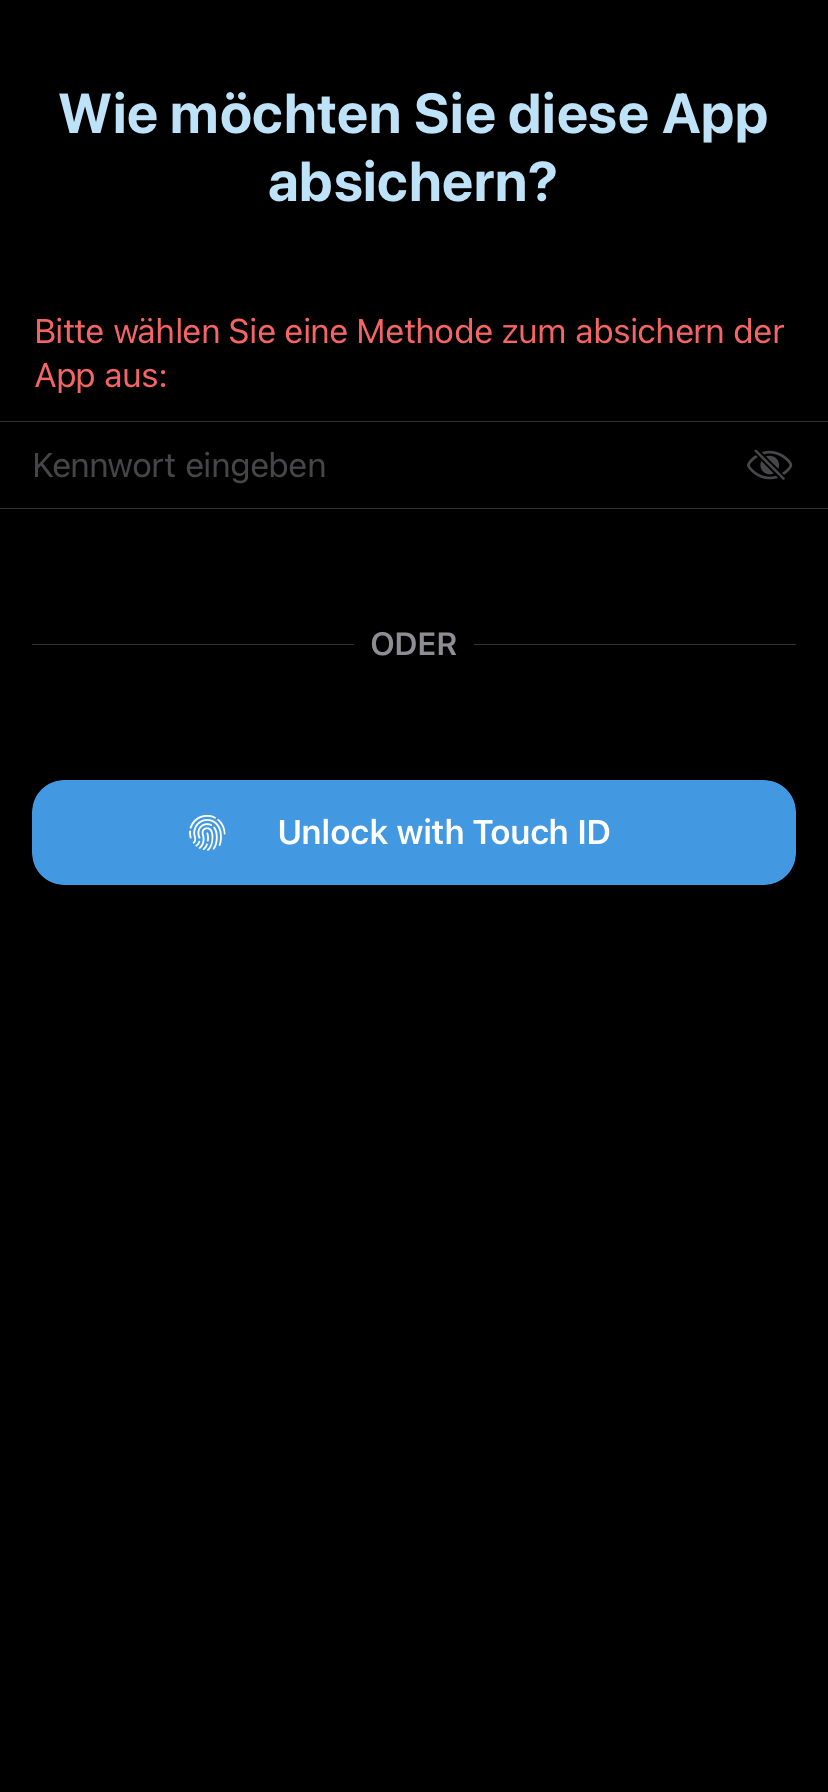 Wie möchten Sie diese App
absichern?
Bitte wählen Sie eine Methode zum absichern der
App aus:
Kennwort eingeben
ODER
Unlock with Touch ID